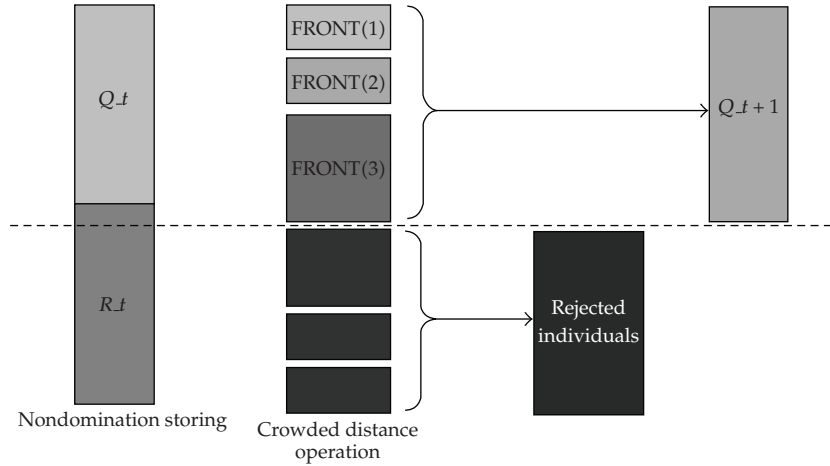 Q_t
R_t
Nondomination storing
FRONT(1)
FRONT(2)
FRONT(3)
Crowded distance
operation
Rejected
individuals
Q_t + 1